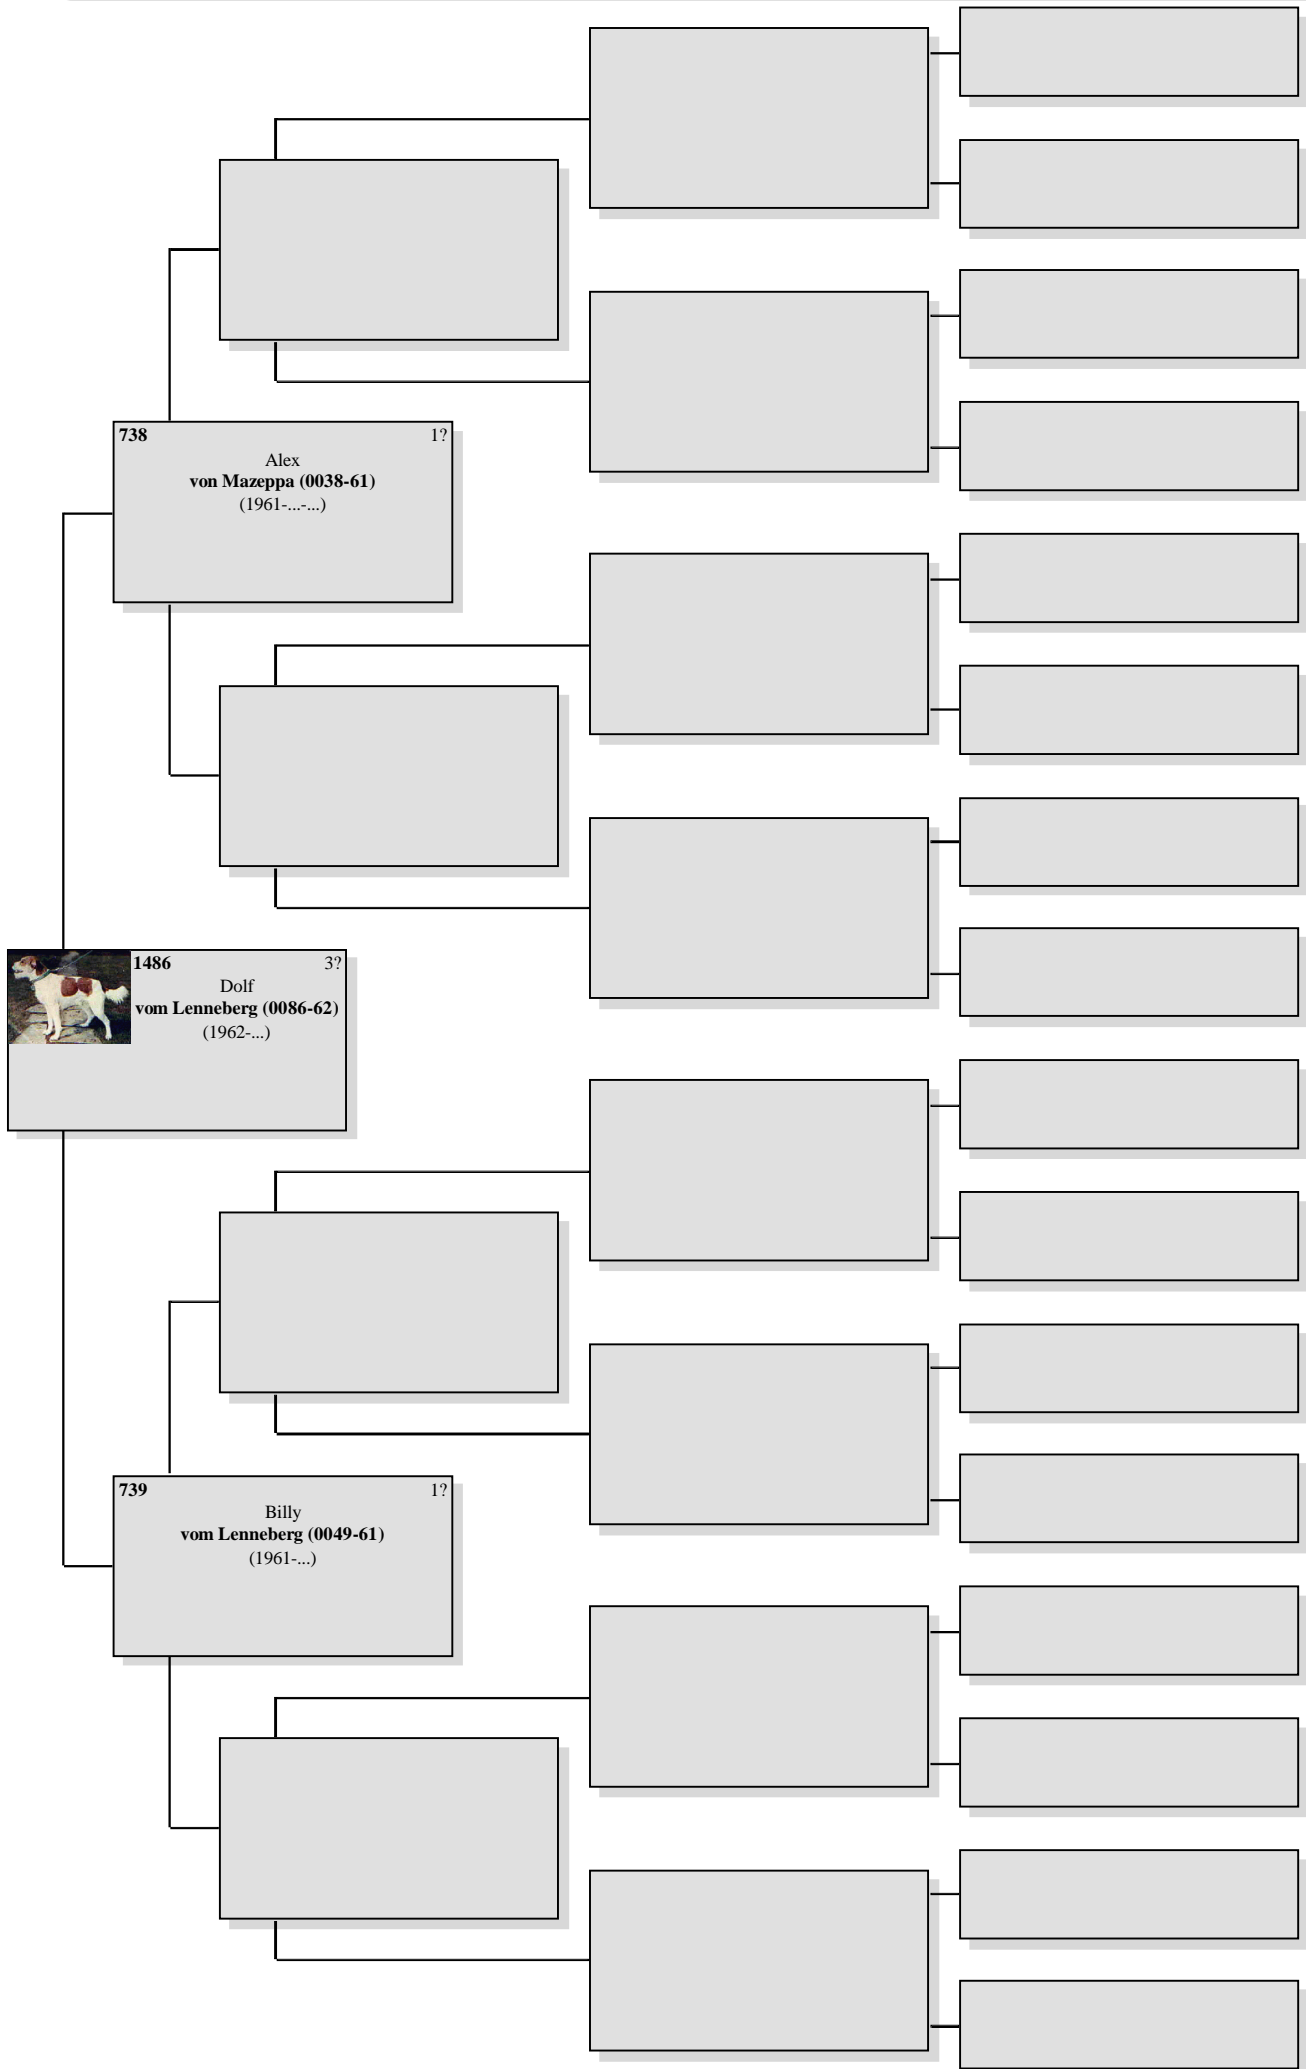 738 1?
Alex
von Mazeppa (0038-61)
(1961-...-...)
1486 3?
Dolf
vom Lenneberg (0086-62)
(1962-...)
739 1?
Billy
vom Lenneberg (0049-61)
(1961-...)